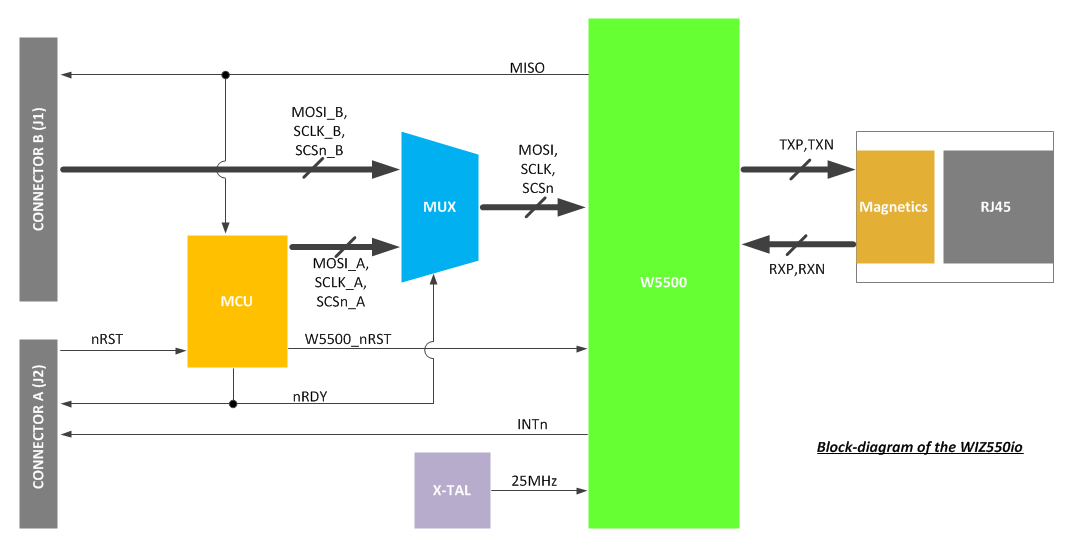 CONNECTOR B (J1)
MISO
MOSI_B,
SCLK_B,
SCSn_B
MUX
MOSI,
SCLK,
SCSn
MCU
MOSI_A,
SCLK_A,
SCSn_A
W5500
TXP,TXN
Magnetics
RJ45
RXP,RXN
CONNECTOR A (J2)
nRST
W5500_nRST
nRDY
INTn
X-TAL
25MHz
Block-diagram of the WIZ550io